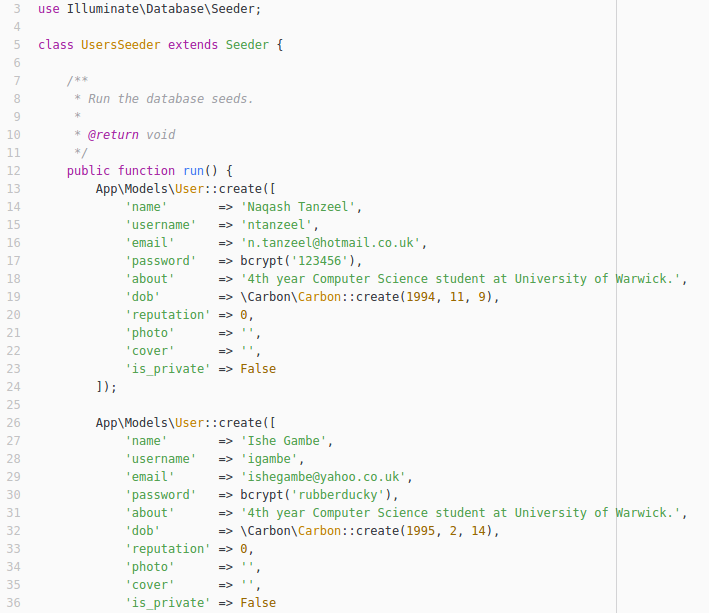 3 use Illuminate\Database\Seeder;
4
5 class UsersSeeder extends Seeder {
6
7     /**
8      * Run the database seeds.
9      *
10      * @return void
11      */
12     public function run() {
13         App\Models\User::create([
14             'name'       => 'Naqash Tanzeel',
15             'username'   => 'ntanzeel',
16             'email'      => 'n.tanzeel@hotmail.co.uk',
17             'password'   => bcrypt('123456'),
18             'about'      => '4th year Computer Science student at University of Warwick.',
19             'dob'        => \Carbon\Carbon::create(1994, 11, 9),
20             'reputation' => 0,
21             'photo'      => '',
22             'cover'      => '',
23             'is_private' => False
24         ]);
25
26         App\Models\User::create([
27             'name'       => 'Ishe Gambe',
28             'username'   => 'igambe',
29             'email'      => 'ishegambe@yahoo.co.uk',
30             'password'   => bcrypt('rubberducky'),
31             'about'      => '4th year Computer Science student at University of Warwick.',
32             'dob'        => \Carbon\Carbon::create(1995, 2, 14),
33             'reputation' => 0,
34             'photo'      => '',
35             'cover'      => '',
36             'is_private' => False